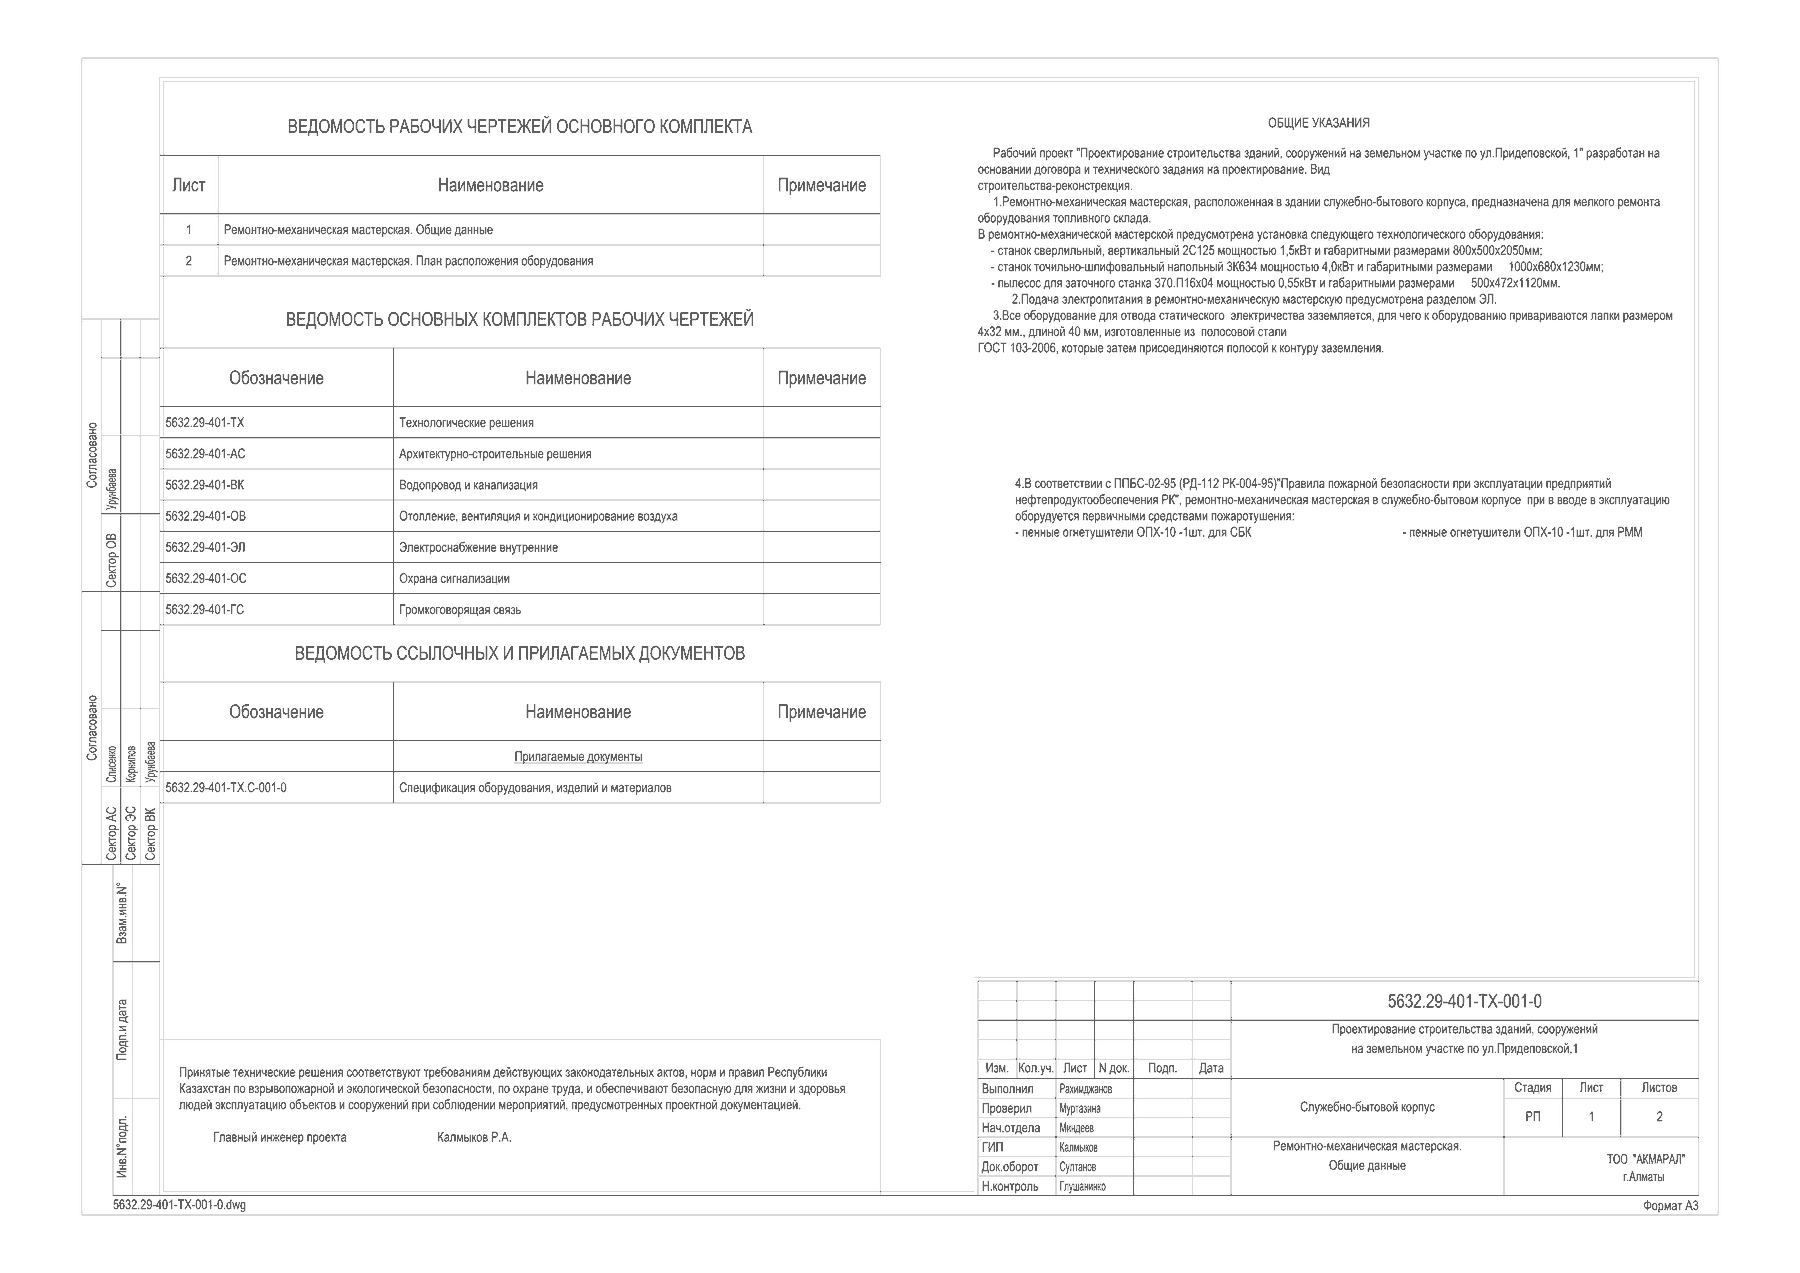 ВЕДОМОСТЬ РАБОЧИХ ЧЕРТЕЖЕЙ ОСНОВНОГО КОМПЛЕКТА
Лист Наименование Примечание
1 Ремонтно-механическая мастерская. Общие данные
2 Ремонтно-механическая мастерская. План расположения оборудования
ВЕДОМОСТЬ ОСНОВНЫХ КОМПЛЕКТОВ РАБОЧИХ ЧЕРТЕЖЕЙ
Обозначение Наименование Примечание
5632.29-401-ТХ Технологические решения
5632.29-401-АС Архитектурно-строительные решения
5632.29-401-ВК Водопровод и канализация
5632.29-401-ОВ Отопление, вентиляция и кондиционирование воздуха
5632.29-401-ЭЛ Электроснабжение внутренние
5632.29-401-ОС Охрана сигнализации
5632.29-401-ГС Громкоговорящая связь
ВЕДОМОСТЬ ССЫЛОЧНЫХ И ПРИЛАГАЕМЫХ ДОКУМЕНТОВ
Обозначение Наименование Примечание
Прилагаемые документы
5632.29-401-ТХ.С-001-0 Спецификация оборудования, изделий и материалов
Принятые технические решения соответствуют требованиям действующих законодательных актов, норм и правил Республики
Казахстан по взрывопожарной и экологической безопасности, по охране труда, и обеспечивают безопасную для жизни и здоровья
людей эксплуатацию объектов и сооружений при соблюдении мероприятий, предусмотренных проектной документацией.
Главный инженер проекта Калмыков Р.А.
ОБЩИЕ УКАЗАНИЯ
Рабочий проект "Проектирование строительства зданий, сооружений на земельном участке по ул.Придеповской, 1" разработан на
основании договора и технического задания на проектирование. Вид
строительства-реконстрекция.
1.Ремонтно-механическая мастерская, расположенная в здании служебно-бытового корпуса, предназначена для мелкого ремонта
оборудования топливного склада.
В ремонтно-механической мастерской предусмотрена установка следующего технологического оборудования:
- станок сверлильный, вертикальный 2С125 мощностью 1,5кВт и габаритными размерами 800х500х2050мм;
- станок точильно-шлифовальный напольный 3К634 мощностью 4,0кВт и габаритными размерами 1000х680х1230мм;
- пылесос для заточного станка 370.П16х04 мощностью 0,55кВт и габаритными размерами 500х472х1120мм.
2.Подача электропитания в ремонтно-механическую мастерскую предусмотрена разделом ЭЛ.
3.Все оборудование для отвода статического электричества заземляется, для чего к оборудованию привариваются лапки размером
4х32 мм., длиной 40 мм, изготовленные из полосовой стали
ГОСТ 103-2006, которые затем присоединяются полосой к контуру заземления.
4.В соответствии с ППБС-02-95 (РД-112 РК-004-95)"Правила пожарной безопасности при эксплуатации предприятий
нефтепродуктообеспечения РК", ремонтно-механическая мастерская в служебно-бытовом корпусе при в вводе в эксплуатацию
оборудуется первичными средствами пожаротушения:
- пенные огнетушители ОПХ-10 -1шт. для СБК - пенные огнетушители ОПХ-10 -1шт. для РММ
Согласовано
Урунбаева
Сектор ОВ
Согласовано
Слисенко
Корнилов
Урунбаева
Сектор АС
Сектор ЭС
Сектор ВК
Взам.инв.N°
Подп.и дата
Инв.N°подл.
5632.29-401-ТХ-001-0
Проектирование строительства зданий, сооружений
на земельном участке по ул.Придеповской,1
Изм. Кол.уч. Лист N док. Подп. Дата
Выполнил Рахимджанов
Проверил Муртазина
Нач.отдела Миндеев
ГИП Калмыков
Док.оборот Султанов
Н.контроль Глушанинко
Служебно-бытовой корпус
Стадия Лист Листов
РП 1 2
Ремонтно-механическая мастерская.
Общие данные
ТОО "АКМАРАЛ"
г.Алматы
5632.29-401-ТХ-001-0.dwg
Формат А3